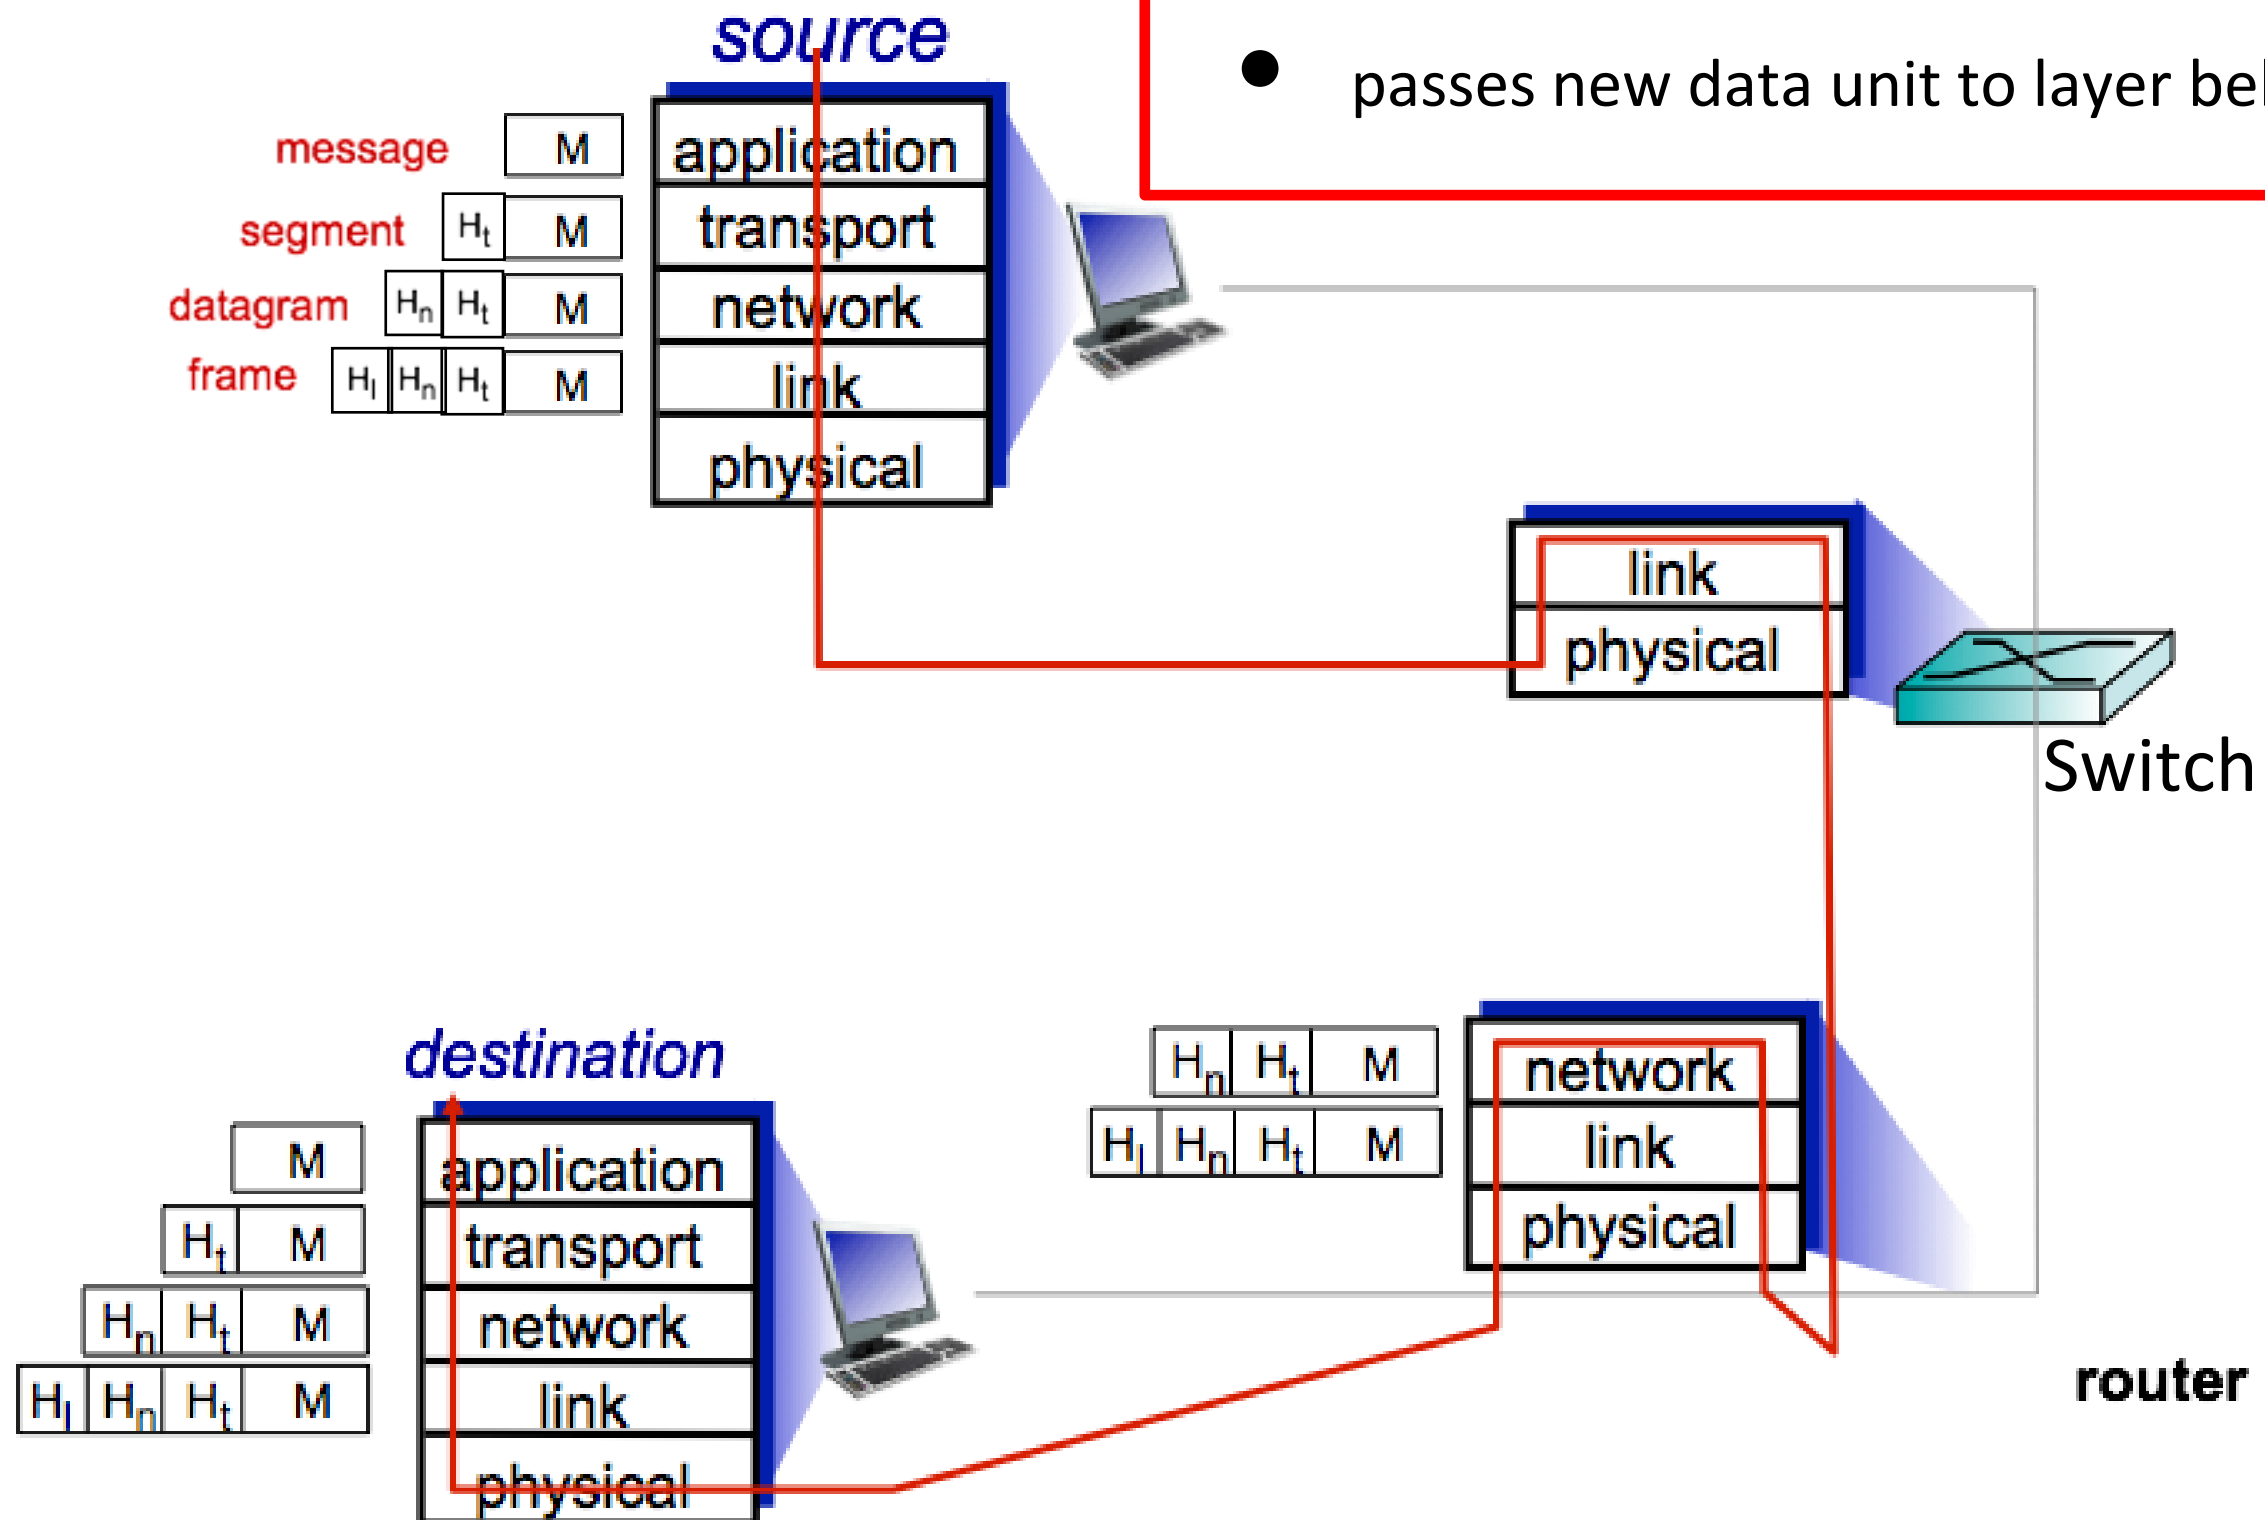 source
• passes new data unit to layer
message M application
segment Ht M transport
datagram Hn Ht M network
frame Hl Hn Ht M link
physical
link
physical
Switch
destination
Hn Ht M network
Hl Hn Ht M link
physical
M application
Ht M transport
Hn Ht M network
Hl Hn Ht M link
physical
router